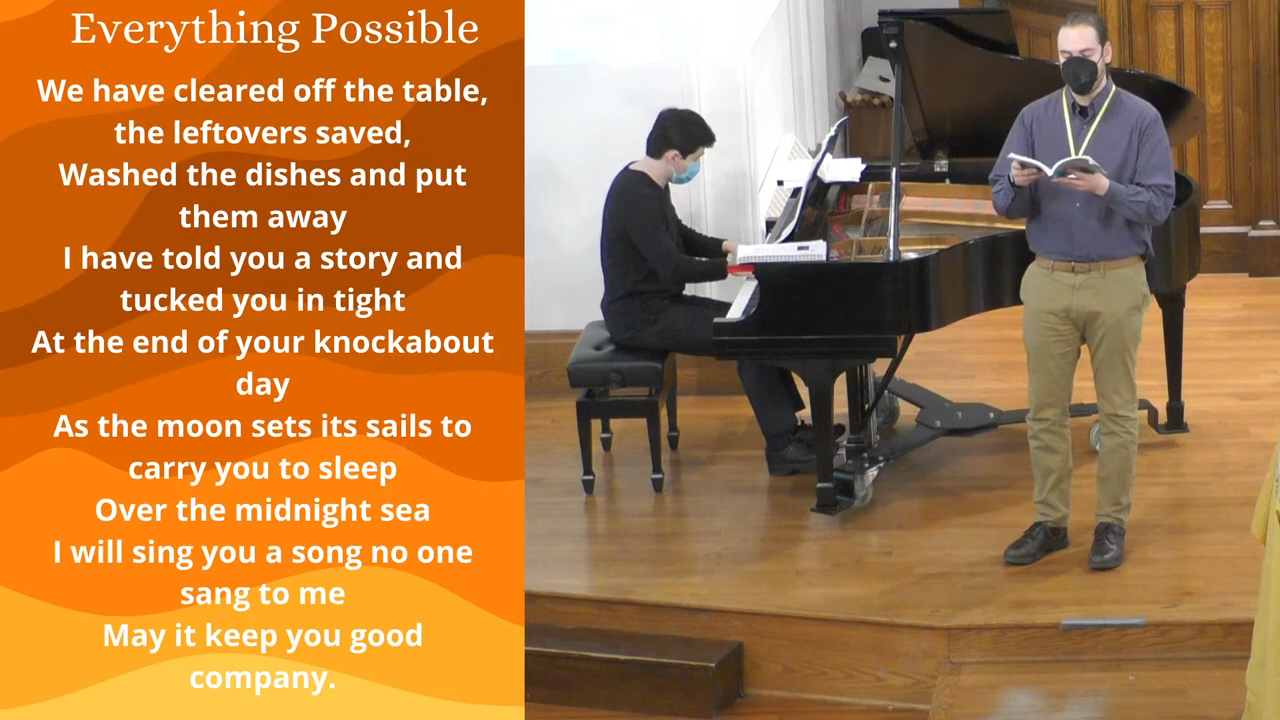 Everything Possible
We have cleared off the table,
the leftovers saved,
Washed the dishes and put
them away
I have told you a story and
tucked you in tight
At the end of your knockabout
day
As the moon sets its sails to
carry you to sleep
Over the midnight sea
I will sing you a song no one
sang to me
May it keep you good
company.